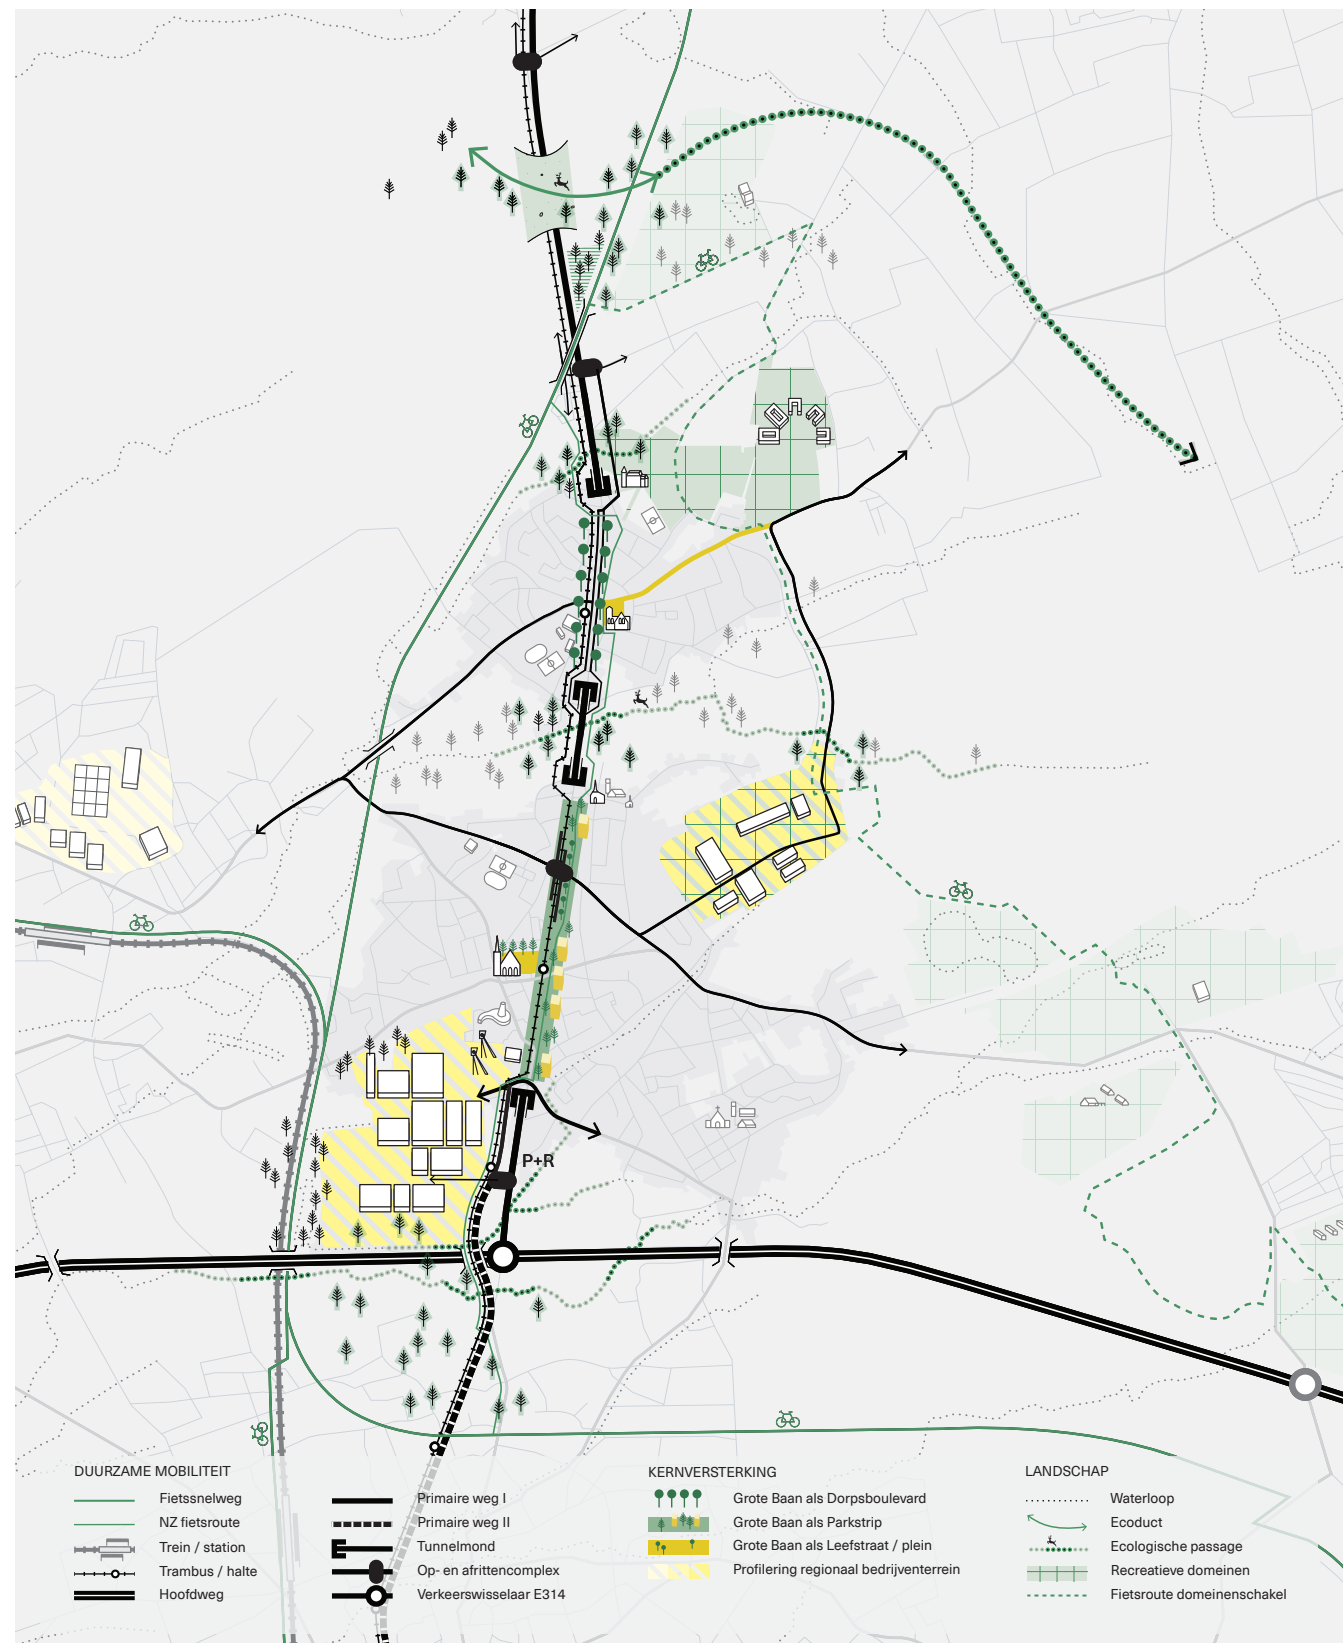 P+R
DUURZAME MOBILITEIT
Fietssnelweg
NZ fietsroute
Trein / station
Trambus / halte
Hoofdweg
Primaire weg I
Primaire weg II
Tunnelmond
Op- en afrittencomplex
Verkeerswisselaar E314
KERNVERSTERKING
Grote Baan als Dorpsboulevard
Grote Baan als Parkstrip
Grote Baan als Leefstraat / plein
Profilering regionaal bedrijventerrein
LANDSCHAP
Waterloop
Ecoduct
Ecologische passage
Recreatieve domeinen
Fietsroute domeinenschakel